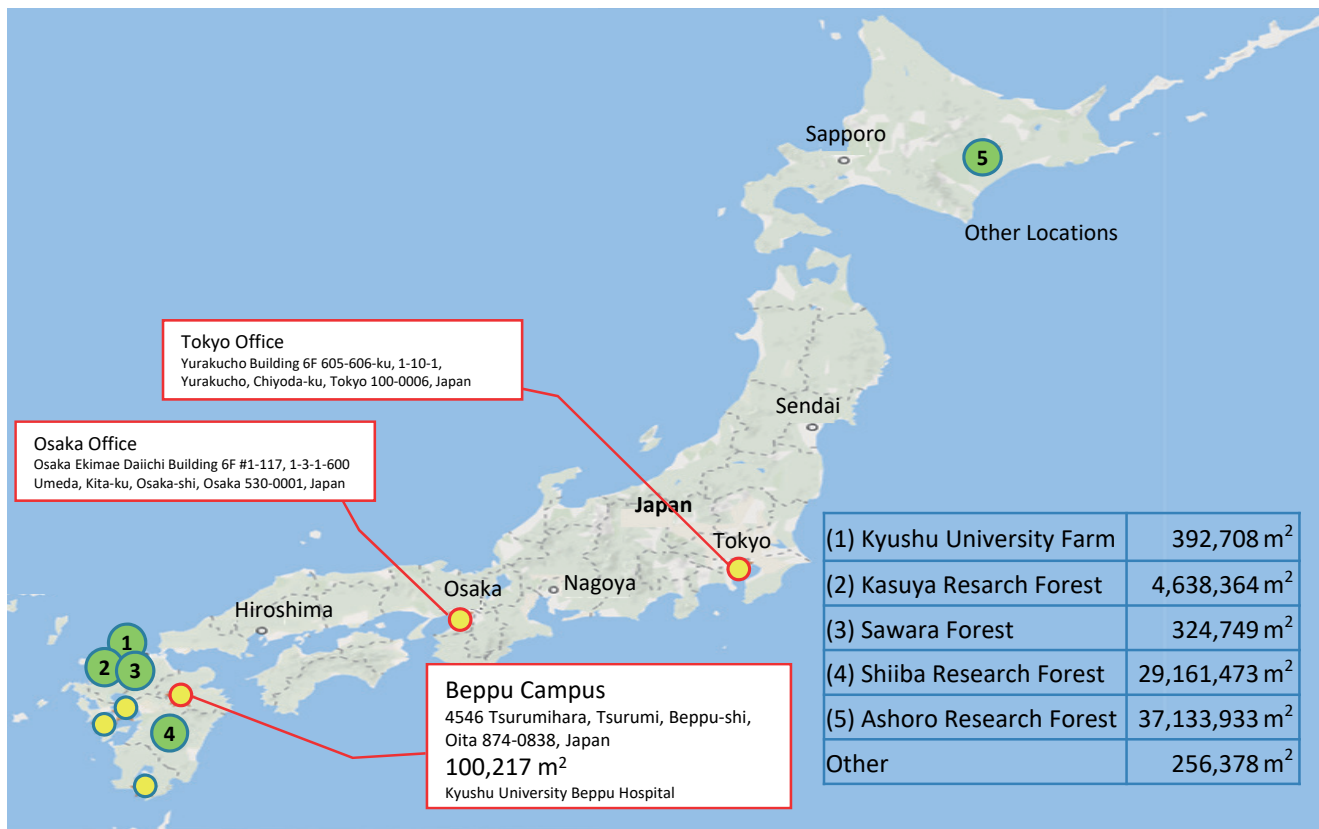 Sapporo
5
Other Locations
Tokyo Office
Yurakucho Building 6F 605-606-ku, 1-10-1,
Yurakucho, Chiyoda-ku, Tokyo 100-0006, Japan
Sendai
Osaka Office
Osaka Ekimae Daiichi Building 6F #1-117, 1-3-1-600
Umeda, Kita-ku, Osaka-shi, Osaka 530-0001, Japan
Japan
Tokyo
Nagoya
Osaka
Hiroshima
1
2
3
4
Beppu Campus
4546 Tsurumihara, Tsurumi, Beppu-shi,
Oita 874-0838, Japan
100,217 m²
Kyushu University Beppu Hospital
(1) Kyushu University Farm 392,708 m²
(2) Kasuya Resarch Forest 4,638,364 m²
(3) Sawara Forest 324,749 m²
(4) Shiiba Research Forest 29,161,473 m²
(5) Ashoro Research Forest 37,133,933 m²
Other 256,378 m²